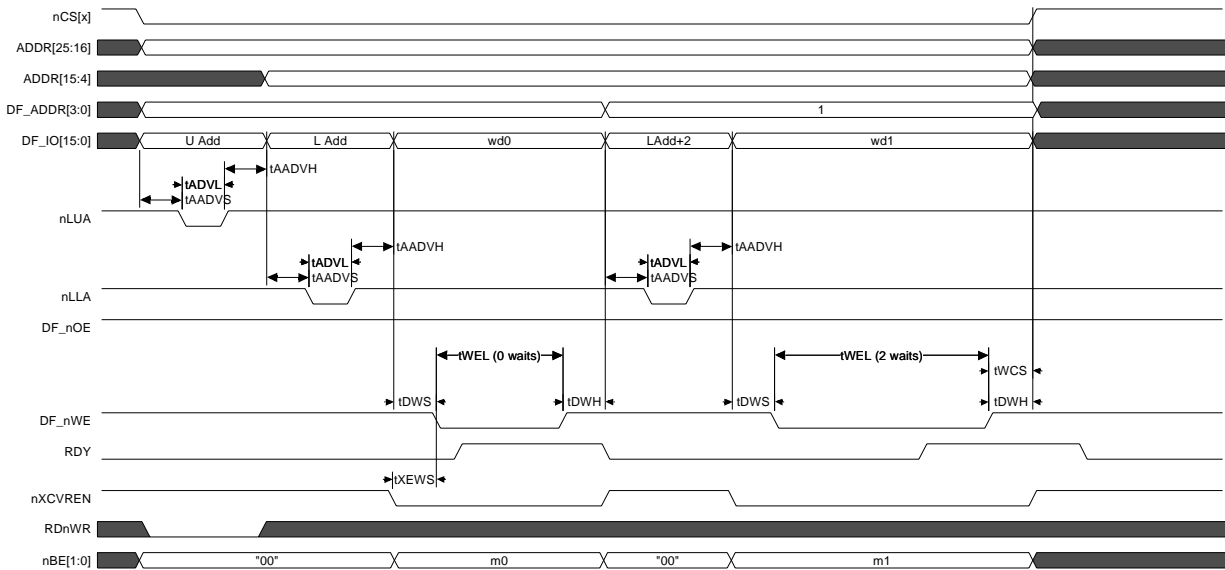 nCS[x]
ADDR[25:16]
ADDR[15:4]
DF_ADDR[3:0] 1
DF_IO[15:0] U Add L Add wd0 LAdd+2 wd1
tAADVH
tADVL
tAADVS
nLUA
tAADVH tAADVH
tADVL tADVL
tAADVS tAADVS
nLLA
DF_nOE
tWEL (0 waits) tWEL (2 waits)
tWCS
tDWS tDWH tDWS tDWH
DF_nWE
RDY
tXEWS
nXCVREN
RDnWR
nBE[1:0] "00" m0 "00" m1